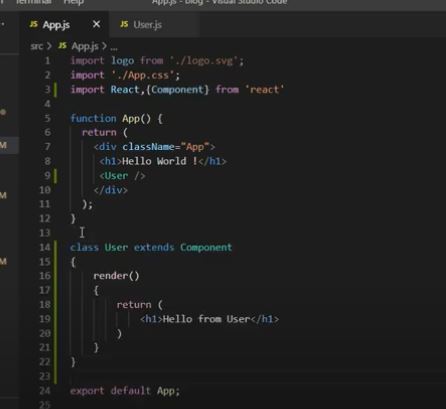 Terminal Help App.js - blog - Visual Studio Code
JS App.js × JS User.js
src > JS App.js > ...
1 import logo from './logo.svg';
2 import './App.css';
3 import React,{Component} from 'react'
4
5 function App() {
6 return (
7 <div className="App">
8 <h1>Hello World !</h1>
9 <User />
10 </div>
11 );
12 }
13
14 class User extends Component
15 {
16 render()
17 {
18 return (
19 <h1>Hello from User</h1>
20 )
21 }
22 }
23
24 export default App;
25
M
M
M